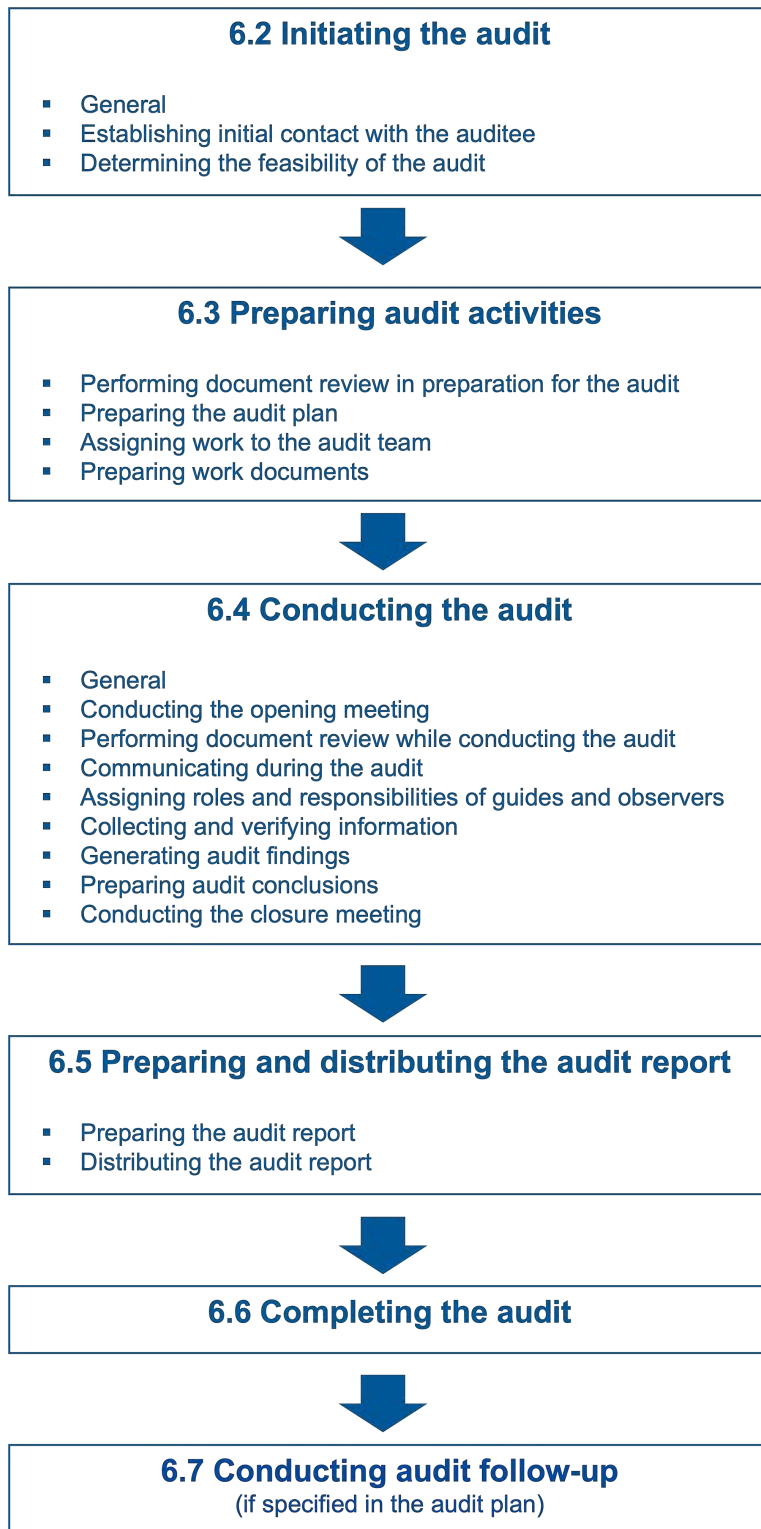 6.2 Initiating the audit
▪ General
▪ Establishing initial contact with the auditee
▪ Determining the feasibility of the audit
6.3 Preparing audit activities
▪ Performing document review in preparation for the audit
▪ Preparing the audit plan
▪ Assigning work to the audit team
▪ Preparing work documents
6.4 Conducting the audit
▪ General
▪ Conducting the opening meeting
▪ Performing document review while conducting the audit
▪ Communicating during the audit
▪ Assigning roles and responsibilities of guides and observers
▪ Collecting and verifying information
▪ Generating audit findings
▪ Preparing audit conclusions
▪ Conducting the closure meeting
6.5 Preparing and distributing the audit report
▪ Preparing the audit report
▪ Distributing the audit report
6.6 Completing the audit
6.7 Conducting audit follow-up
(if specified in the audit plan)